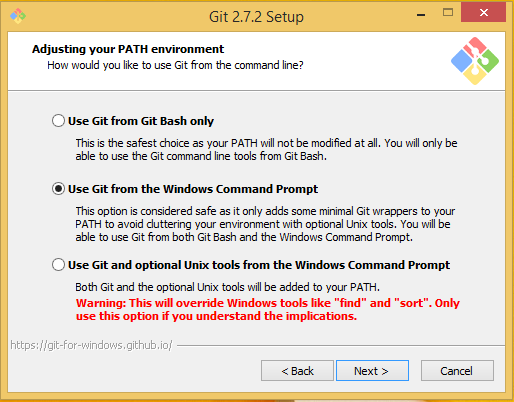 Git 2.7.2 Setup
Adjusting your PATH environment
How would you like to use Git from the command line?
Use Git from Git Bash only
This is the safest choice as your PATH will not be modified at all. You will only be
able to use the Git command line tools from Git Bash.
Use Git from the Windows Command Prompt
This option is considered safe as it only adds some minimal Git wrappers to your
PATH to avoid cluttering your environment with optional Unix tools. You will be
able to use Git from both Git Bash and the Windows Command Prompt.
Use Git and optional Unix tools from the Windows Command Prompt
Both Git and the optional Unix tools will be added to your PATH.
Warning: This will override Windows tools like "find" and "sort". Only
use this option if you understand the implications.
https://git-for-windows.github.io/
< Back Next > Cancel